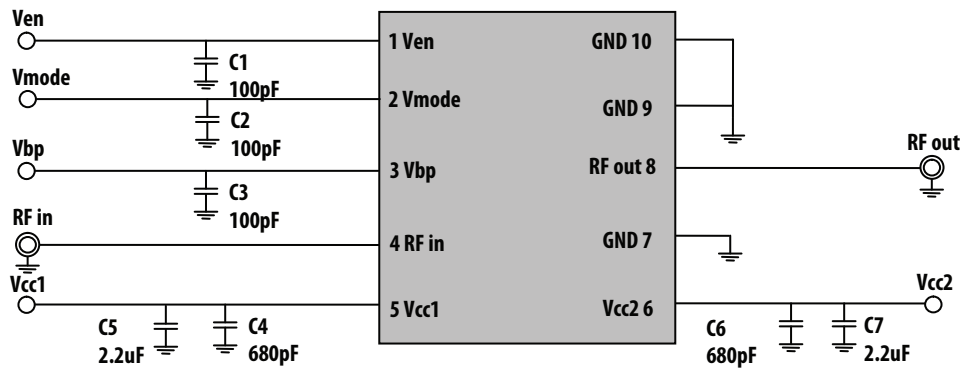 Ven
1 Ven
GND 10
C1
100pF
Vmode
2 Vmode
GND 9
C2
100pF
Vbp
3 Vbp
RF out 8
RF out
C3
100pF
RF in
4 RF in
GND 7
Vcc1
5 Vcc1
Vcc2 6
Vcc2
C5
2.2uF
C4
680pF
C6
680pF
C7
2.2uF